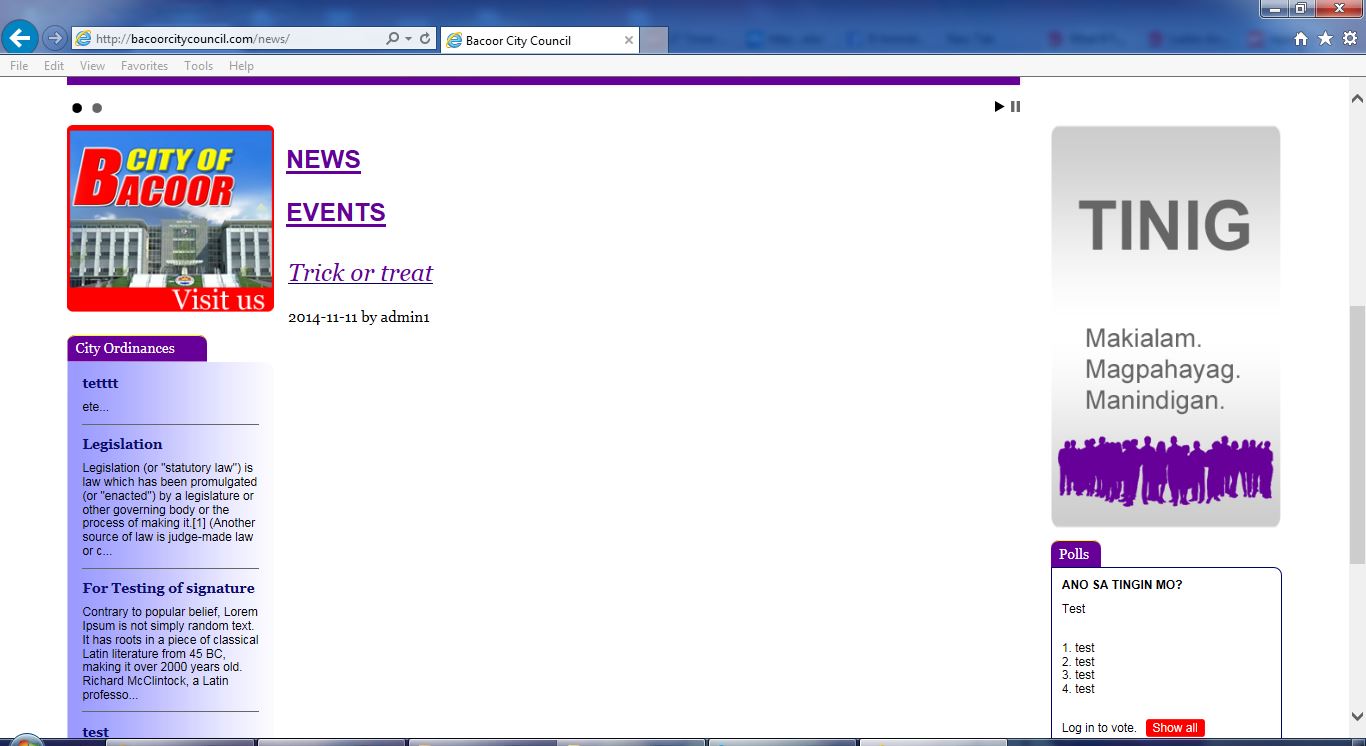 http://bacoorcitycouncil.com/news/
Bacoor City Council
File Edit View Favorites Tools Help
CITY OF
BACOOR
Visit us
City Ordinances
tetttt
ete...
Legislation
Legislation (or "statutory law") is
law which has been promulgated
(or "enacted") by a legislature or
other governing body or the
process of making it.[1] (Another
source of law is judge-made law
or c...
For Testing of signature
Contrary to popular belief, Lorem
Ipsum is not simply random text.
It has roots in a piece of classical
Latin literature from 45 BC,
making it over 2000 years old.
Richard McClintock, a Latin
professo...
test
NEWS
EVENTS
Trick or treat
2014-11-11 by admin1
TINIG
Makialam.
Magpahayag.
Manindigan.
Polls
ANO SA TINGIN MO?
Test
1. test
2. test
3. test
4. test
Log in to vote. Show all